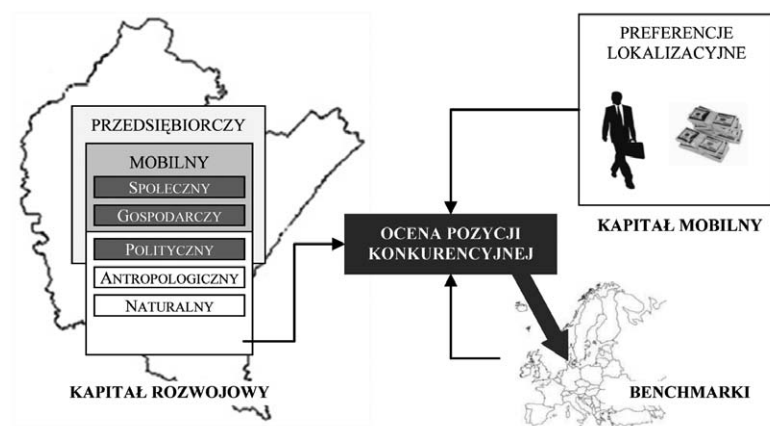 PRZEDSIĘBIORCZY
MOBILNY
SPOŁECZNY
GOSPODARCZY
POLITYCZNY
ANTROPOLOGICZNY
NATURALNY
KAPITAŁ ROZWOJOWY
OCENA POZYCJI
KONKURENCYJNEJ
PREFERENCJE
LOKALIZACYJNE
KAPITAŁ MOBILNY
BENCHMARKI